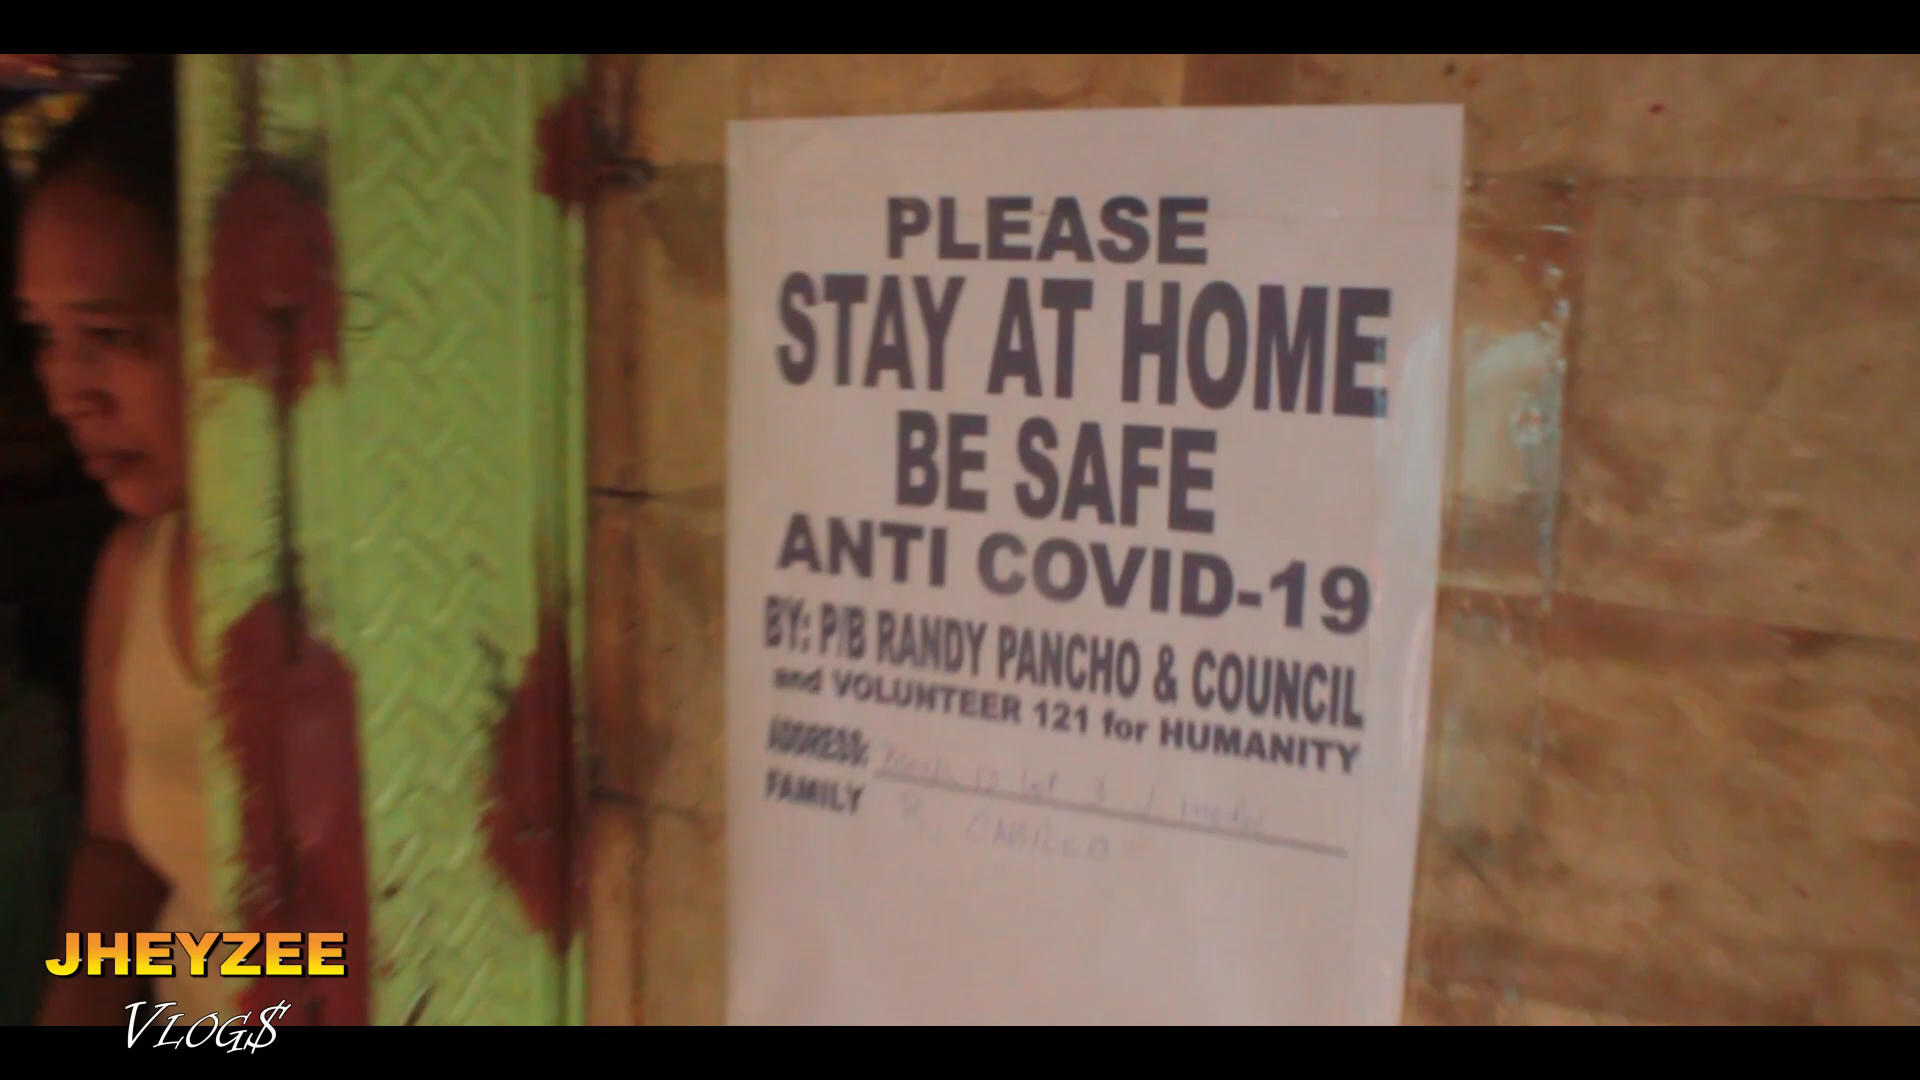 PLEASE
STAY AT HOME
BE SAFE
ANTI COVID-19
BY: P/B RANDY PANCHO & COUNCIL
and VOLUNTEER 121 for HUMANITY
ADDRESS:
FAMILY
JHEYZEE
VLOG$